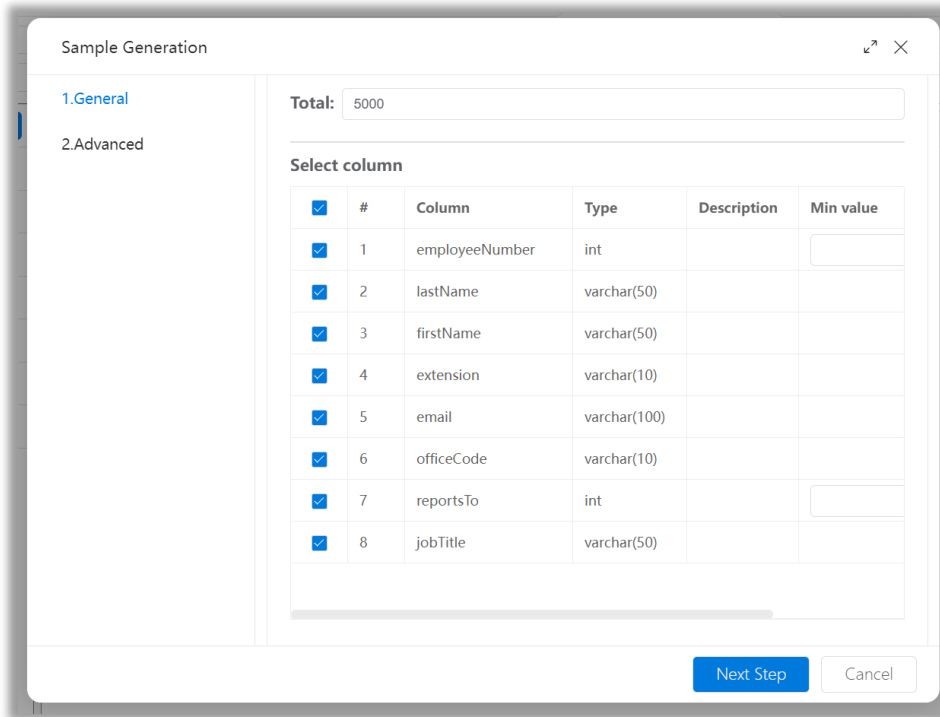 Sample Generation
1.General
2.Advanced
Total: 5000
Select column
# Column Type Description Min value
1 employeeNumber int
2 lastName varchar(50)
3 firstName varchar(50)
4 extension varchar(10)
5 email varchar(100)
6 officeCode varchar(10)
7 reportsTo int
8 jobTitle varchar(50)
Next Step Cancel